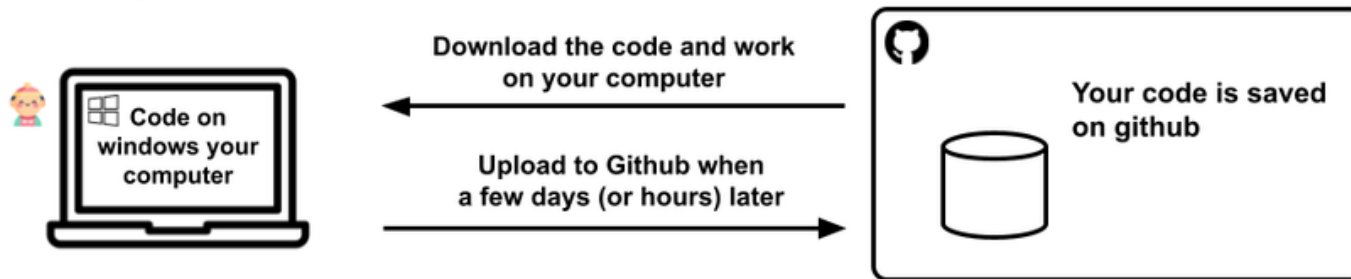 Download the code and work
on your computer
Code on
windows your
computer
Upload to Github when
a few days (or hours) later
Your code is saved
on github